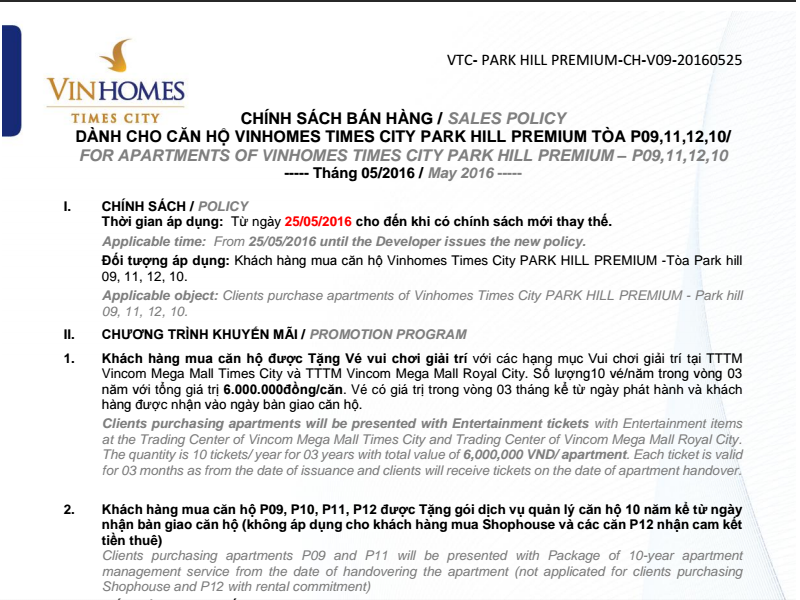 VTC- PARK HILL PREMIUM-CH-V09-20160525
VINHOMES
TIMES CITY
CHÍNH SÁCH BÁN HÀNG / SALES POLICY
DÀNH CHO CĂN HỘ VINHOMES TIMES CITY PARK HILL PREMIUM TÒA P09,11,12,10/
FOR APARTMENTS OF VINHOMES TIMES CITY PARK HILL PREMIUM – P09,11,12,10
----- Tháng 05/2016 / May 2016 -----
I. CHÍNH SÁCH / POLICY
Thời gian áp dụng: Từ ngày 25/05/2016 cho đến khi có chính sách mới thay thế.
Applicable time: From 25/05/2016 until the Developer issues the new policy.
Đối tượng áp dụng: Khách hàng mua căn hộ Vinhomes Times City PARK HILL PREMIUM -Tòa Park hill
09, 11, 12, 10.
Applicable object: Clients purchase apartments of Vinhomes Times City PARK HILL PREMIUM - Park hill
09, 11, 12, 10.
II. CHƯƠNG TRÌNH KHUYẾN MÃI / PROMOTION PROGRAM
1. Khách hàng mua căn hộ được Tặng Vé vui chơi giải trí với các hạng mục Vui chơi giải trí tại TTTM
Vincom Mega Mall Times City và TTTM Vincom Mega Mall Royal City. Số lượng10 vé/năm trong vòng 03
năm với tổng giá trị 6.000.000đồng/căn. Vé có giá trị trong vòng 03 tháng kể từ ngày phát hành và khách
hàng được nhận vào ngày bàn giao căn hộ.
Clients purchasing apartments will be presented with Entertainment tickets with Entertainment items
at the Trading Center of Vincom Mega Mall Times City and Trading Center of Vincom Mega Mall Royal City.
The quantity is 10 tickets/ year for 03 years with total value of 6,000,000 VND/ apartment. Each ticket is valid
for 03 months as from the date of issuance and clients will receive tickets on the date of apartment handover.
2. Khách hàng mua căn hộ P09, P10, P11, P12 được Tặng gói dịch vụ quản lý căn hộ 10 năm kể từ ngày
nhận bàn giao căn hộ (không áp dụng cho khách hàng mua Shophouse và các căn P12 nhận cam kết
tiền thuê)
Clients purchasing apartments P09 and P11 will be presented with Package of 10-year apartment
management service from the date of handovering the apartment (not applicated for clients purchasing
Shophouse and P12 with rental commitment)